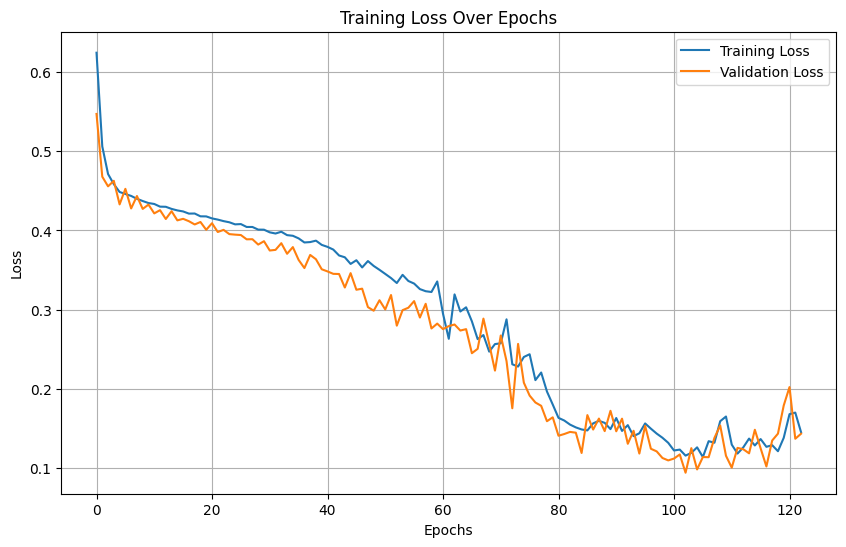 Training Loss Over Epochs
Training Loss
Validation Loss
Loss
0.6
0.5
0.4
0.3
0.2
0.1
0 20 40 60 80 100 120
Epochs